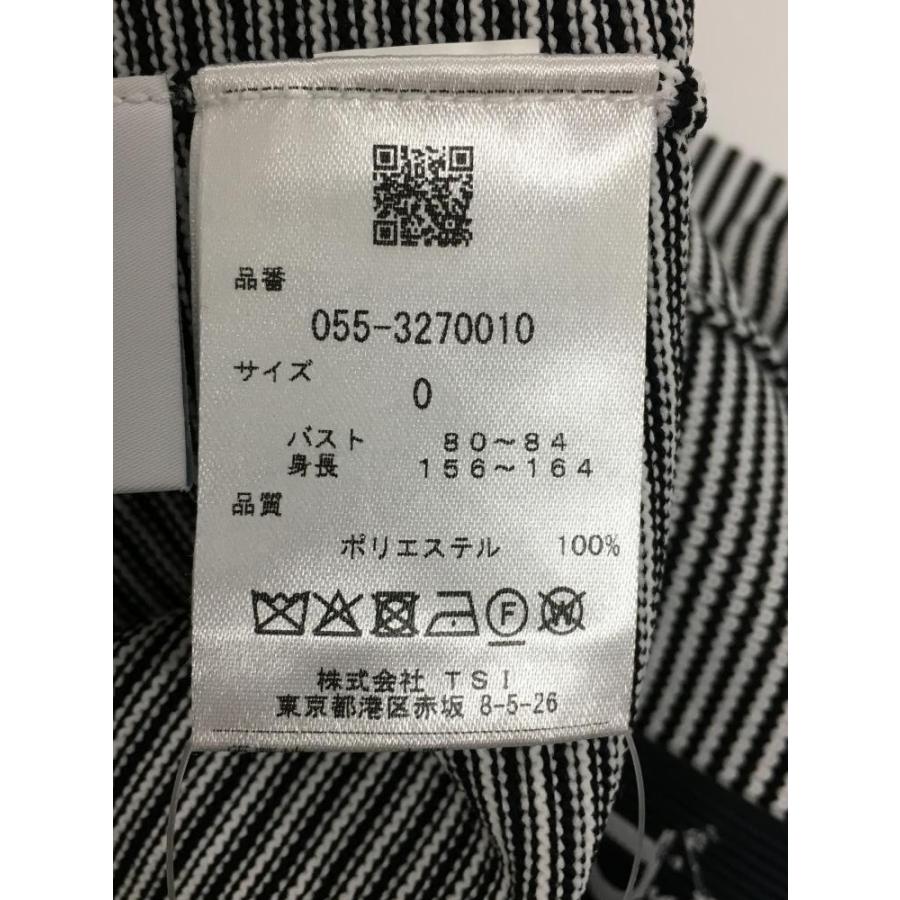 品番
055-3270010
サイズ
0
バスト 80～84
身長 156～164
品質
ポリエステル 100%
F
W
株式会社 TSI
東京都港区赤坂 8-5-26